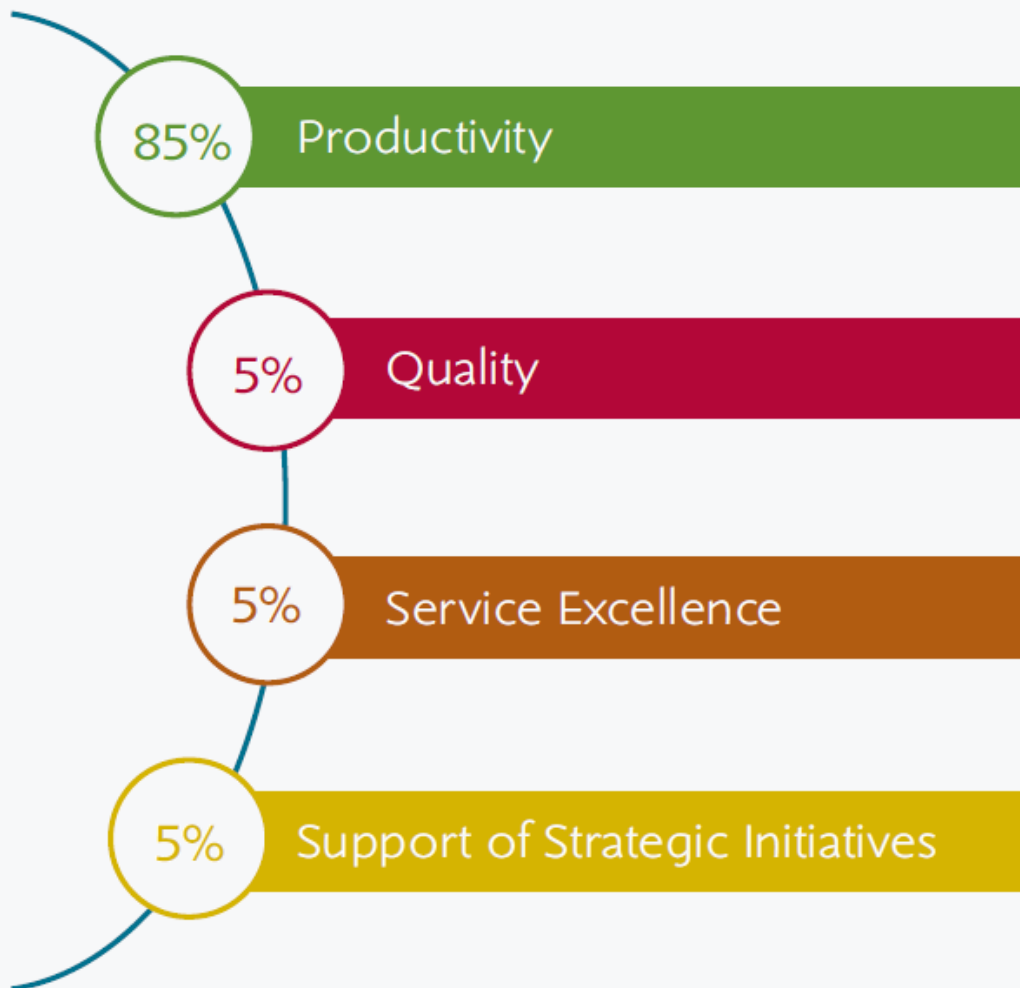 85% Productivity
5% Quality
5% Service Excellence
5% Support of Strategic Initiatives